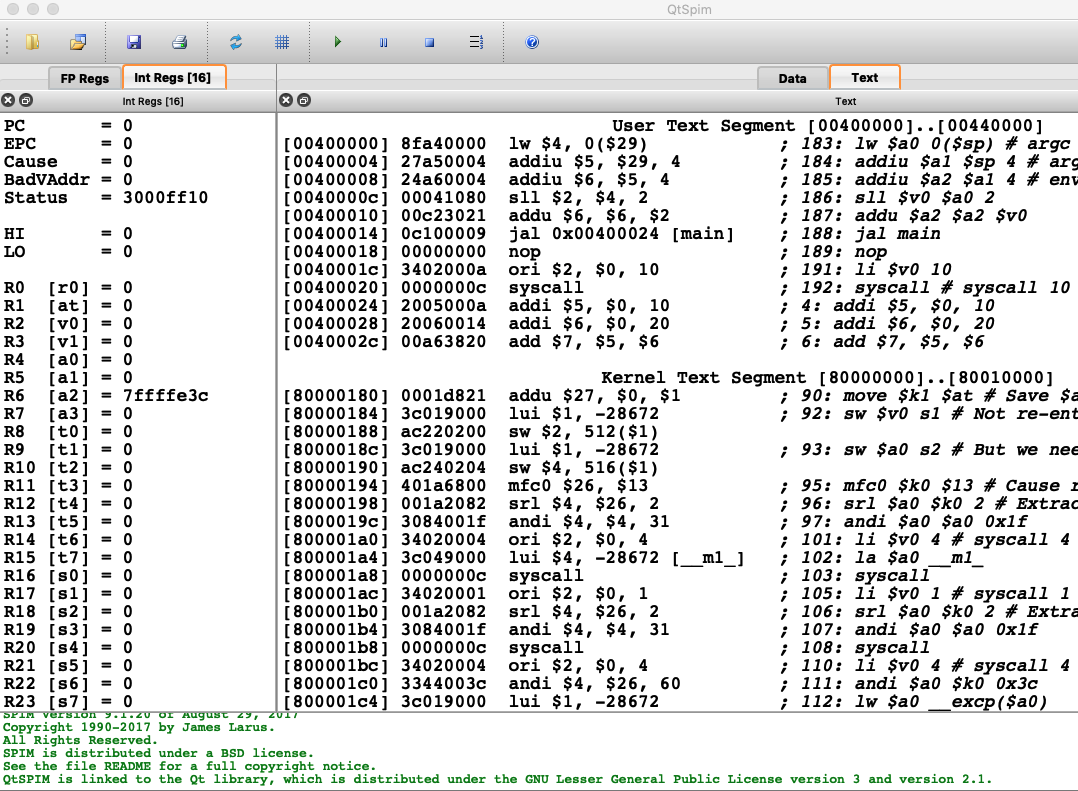 QtSpim
FP Regs Int Regs [16] Data Text
Int Regs [16] Text
PC = 0
EPC = 0
Cause = 0
BadVAddr = 0
Status = 3000ff10
HI = 0
LO = 0
R0 [r0] = 0
R1 [at] = 0
R2 [v0] = 0
R3 [v1] = 0
R4 [a0] = 0
R5 [a1] = 0
R6 [a2] = 7ffffe3c
R7 [a3] = 0
R8 [t0] = 0
R9 [t1] = 0
R10 [t2] = 0
R11 [t3] = 0
R12 [t4] = 0
R13 [t5] = 0
R14 [t6] = 0
R15 [t7] = 0
R16 [s0] = 0
R17 [s1] = 0
R18 [s2] = 0
R19 [s3] = 0
R20 [s4] = 0
R21 [s5] = 0
R22 [s6] = 0
R23 [s7] = 0
User Text Segment [00400000]..[00440000]
[00400000] 8fa40000 lw $4, 0($29) ; 183: lw $a0 0($sp) # argc
[00400004] 27a50004 addiu $5, $29, 4 ; 184: addiu $a1 $sp 4 # arg
[00400008] 24a60004 addiu $6, $5, 4 ; 185: addiu $a2 $a1 4 # env
[0040000c] 00041080 sll $2, $4, 2 ; 186: sll $v0 $a0 2
[00400010] 00c23021 addu $6, $6, $2 ; 187: addu $a2 $a2 $v0
[00400014] 0c100009 jal 0x00400024 [main] ; 188: jal main
[00400018] 00000000 nop ; 189: nop
[0040001c] 3402000a ori $2, $0, 10 ; 191: li $v0 10
[00400020] 0000000c syscall ; 192: syscall # syscall 10
[00400024] 2005000a addi $5, $0, 10 ; 4: addi $5, $0, 10
[00400028] 20060014 addi $6, $0, 20 ; 5: addi $6, $0, 20
[0040002c] 00a63820 add $7, $5, $6 ; 6: add $7, $5, $6
Kernel Text Segment [80000000]..[80010000]
[80000180] 0001d821 addu $27, $0, $1 ; 90: move $k1 $at # Save $a
[80000184] 3c019000 lui $1, -28672 ; 92: sw $v0 s1 # Not re-ent
[80000188] ac220200 sw $2, 512($1)
[8000018c] 3c019000 lui $1, -28672 ; 93: sw $a0 s2 # But we nee
[80000190] ac240204 sw $4, 516($1)
[80000194] 401a6800 mfc0 $26, $13 ; 95: mfc0 $k0 $13 # Cause r
[80000198] 001a2082 srl $4, $26, 2 ; 96: srl $a0 $k0 2 # Extrac
[8000019c] 3084001f andi $4, $4, 31 ; 97: andi $a0 $a0 0x1f
[800001a0] 34020004 ori $2, $0, 4 ; 101: li $v0 4 # syscall 4
[800001a4] 3c049000 lui $4, -28672 [__m1_] ; 102: la $a0 __m1_
[800001a8] 0000000c syscall ; 103: syscall
[800001ac] 34020001 ori $2, $0, 1 ; 105: li $v0 1 # syscall 1
[800001b0] 001a2082 srl $4, $26, 2 ; 106: srl $a0 $k0 2 # Extra
[800001b4] 3084001f andi $4, $4, 31 ; 107: andi $a0 $a0 0x1f
[800001b8] 0000000c syscall ; 108: syscall
[800001bc] 34020004 ori $2, $0, 4 ; 110: li $v0 4 # syscall 4
[800001c0] 3344003c andi $4, $26, 60 ; 111: andi $a0 $k0 0x3c
[800001c4] 3c019000 lui $1, -28672 ; 112: lw $a0 __excp($a0)
SPIM Version 9.1.20 of August 29, 2017
Copyright 1990-2017 by James Larus.
All Rights Reserved.
SPIM is distributed under a BSD license.
See the file README for a full copyright notice.
QtSPIM is linked to the Qt library, which is distributed under the GNU Lesser General Public License version 3 and version 2.1.